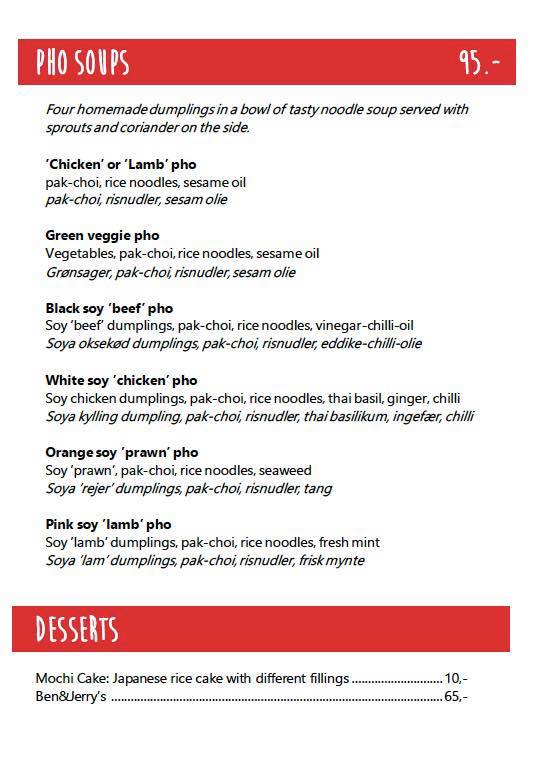 PHO SOUPS 95.-
Four homemade dumplings in a bowl of tasty noodle soup served with
sprouts and coriander on the side.
'Chicken' or 'Lamb' pho
pak-choi, rice noodles, sesame oil
pak-choi, risnudler, sesam olie
Green veggie pho
Vegetables, pak-choi, rice noodles, sesame oil
Grønsager, pak-choi, risnudler, sesam olie
Black soy 'beef' pho
Soy 'beef' dumplings, pak-choi, rice noodles, vinegar-chilli-oil
Soya oksekød dumplings, pak-choi, risnudler, eddike-chilli-olie
White soy 'chicken' pho
Soy chicken dumplings, pak-choi, rice noodles, thai basil, ginger, chilli
Soya kylling dumpling, pak-choi, risnudler, thai basilikum, ingefær, chilli
Orange soy 'prawn' pho
Soy 'prawn', pak-choi, rice noodles, seaweed
Soya 'rejer' dumplings, pak-choi, risnudler, tang
Pink soy 'lamb' pho
Soy 'lamb' dumplings, pak-choi, rice noodles, fresh mint
Soya 'lam' dumplings, pak-choi, risnudler, frisk mynte
DESSERTS
Mochi Cake: Japanese rice cake with different fillings ............................ 10,-
Ben&Jerry's ..................................................................................................... 65,-